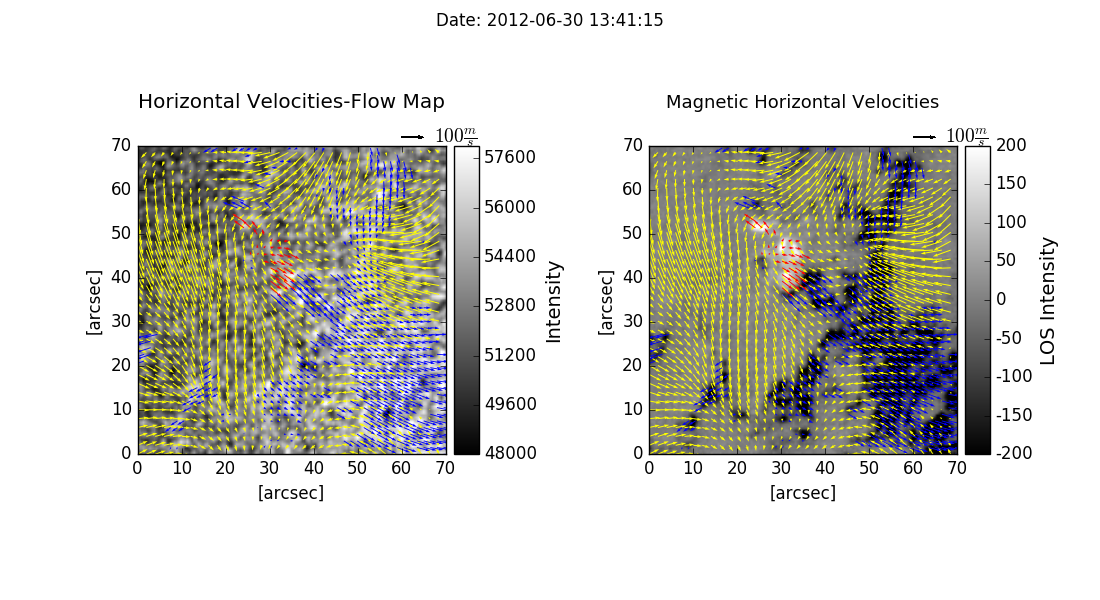 Date: 2012-06-30 13:41:15
Horizontal Velocities-Flow Map
100 m/s
70
60
50
40
30
20
10
0
[arcsec]
0 10 20 30 40 50 60 70
[arcsec]
57600
56000
54400
52800
51200
49600
48000
Intensity
Magnetic Horizontal Velocities
100 m/s
70
60
50
40
30
20
10
0
[arcsec]
0 10 20 30 40 50 60 70
[arcsec]
200
150
100
50
0
-50
-100
-150
-200
LOS Intensity